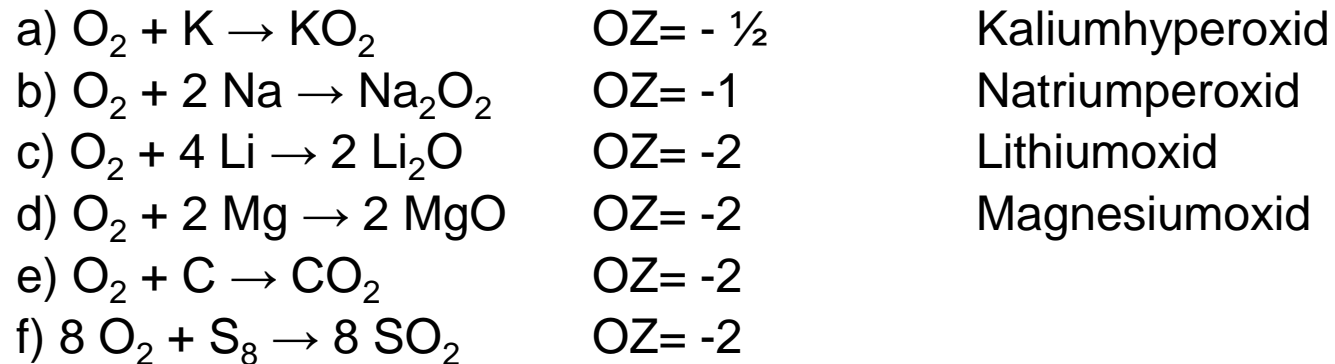 a) O₂ + K → KO₂ OZ= - ½ Kaliumhyperoxid
b) O₂ + 2 Na → Na₂O₂ OZ= -1 Natriumperoxid
c) O₂ + 4 Li → 2 Li₂O OZ= -2 Lithiumoxid
d) O₂ + 2 Mg → 2 MgO OZ= -2 Magnesiumoxid
e) O₂ + C → CO₂ OZ= -2
f) 8 O₂ + S₈ → 8 SO₂ OZ= -2